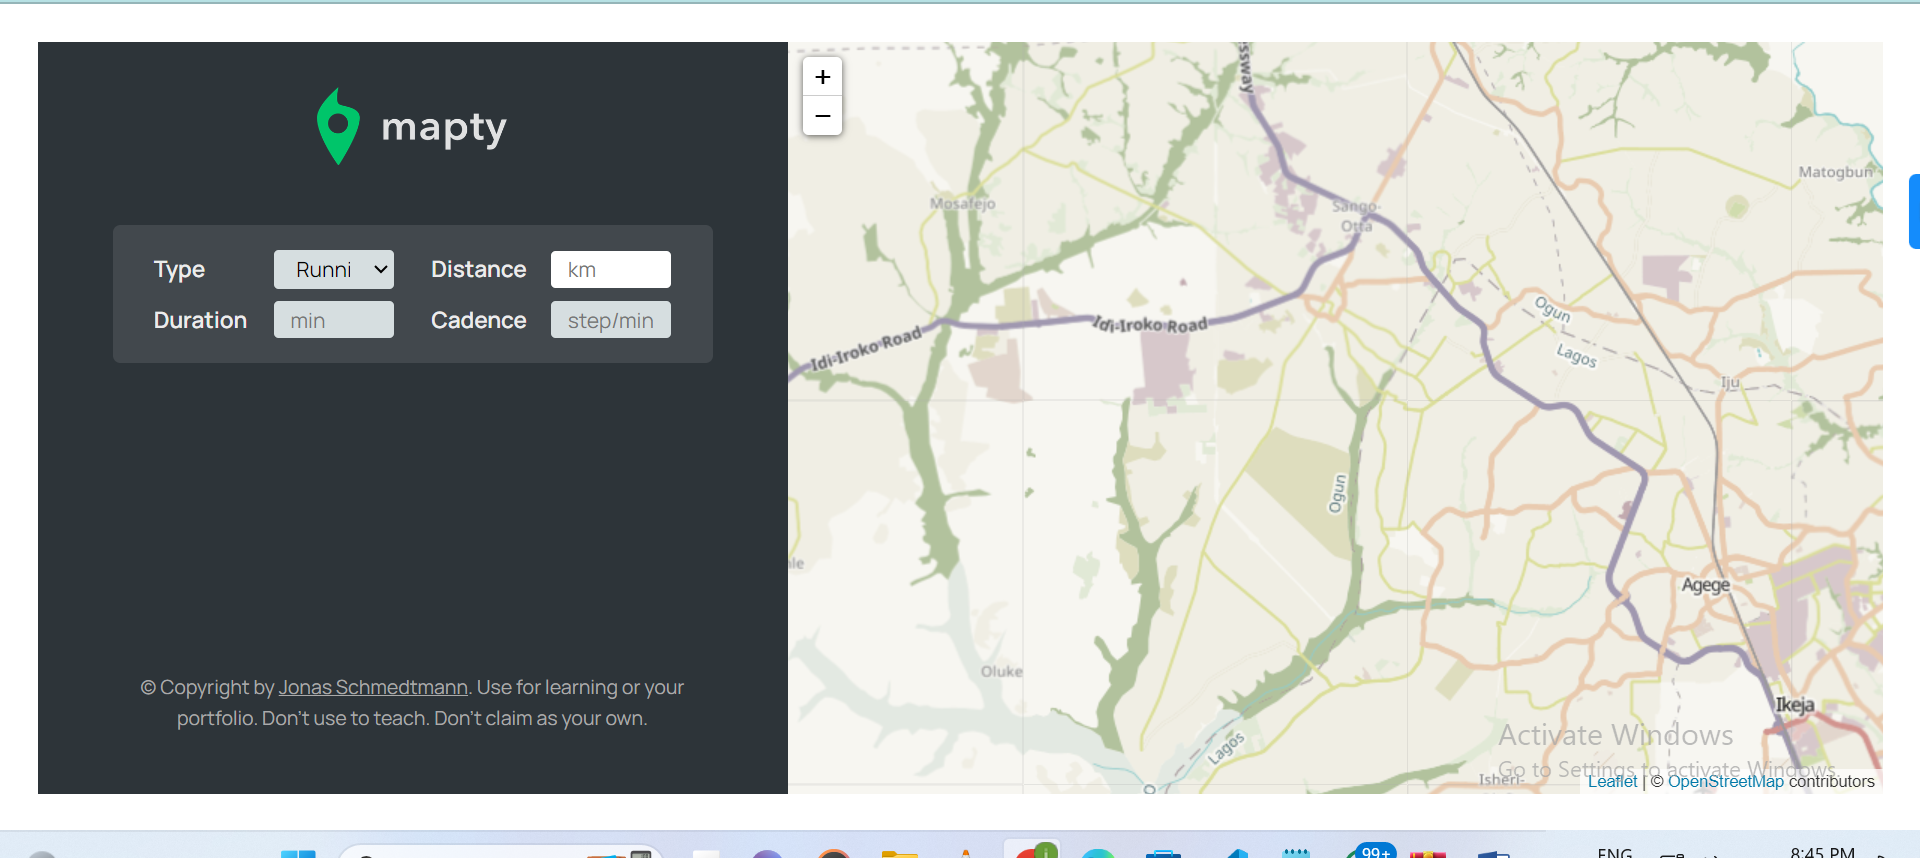 mapty
Type
Runni
Distance
km
Duration
min
Cadence
step/min
© Copyright by Jonas Schmedtmann. Use for learning or your
portfolio. Don't use to teach. Don't claim as your own.
+
−
ssway
Matogbun
Mosafejo
Sango-
Otta
Ogun
Lagos
Idi-Iroko Road
Idi-Iroko Road
Iju
Ogun
Agege
Oluke
Ikeja
Lagos
Isheri-
Activate Windows
Go to Settings to activate Windows.
Leaflet | © OpenStreetMap contributors
99+
ENG
8:45 PM